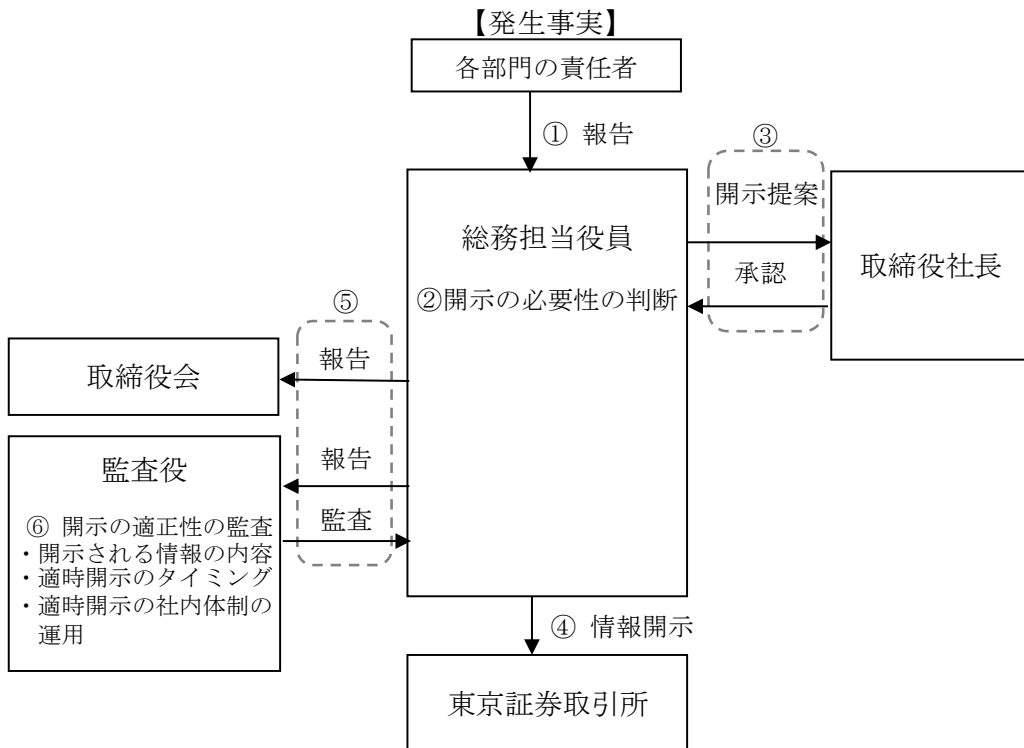 【発生事実】
各部門の責任者
① 報告
③
開示提案
総務担当役員
取締役社長
承認
②開示の必要性の判断
⑤
報告
取締役会
報告
監査役
監査
⑥ 開示の適正性の監査
・開示される情報の内容
・適時開示のタイミング
・適時開示の社内体制の
運用
④ 情報開示
東京証券取引所